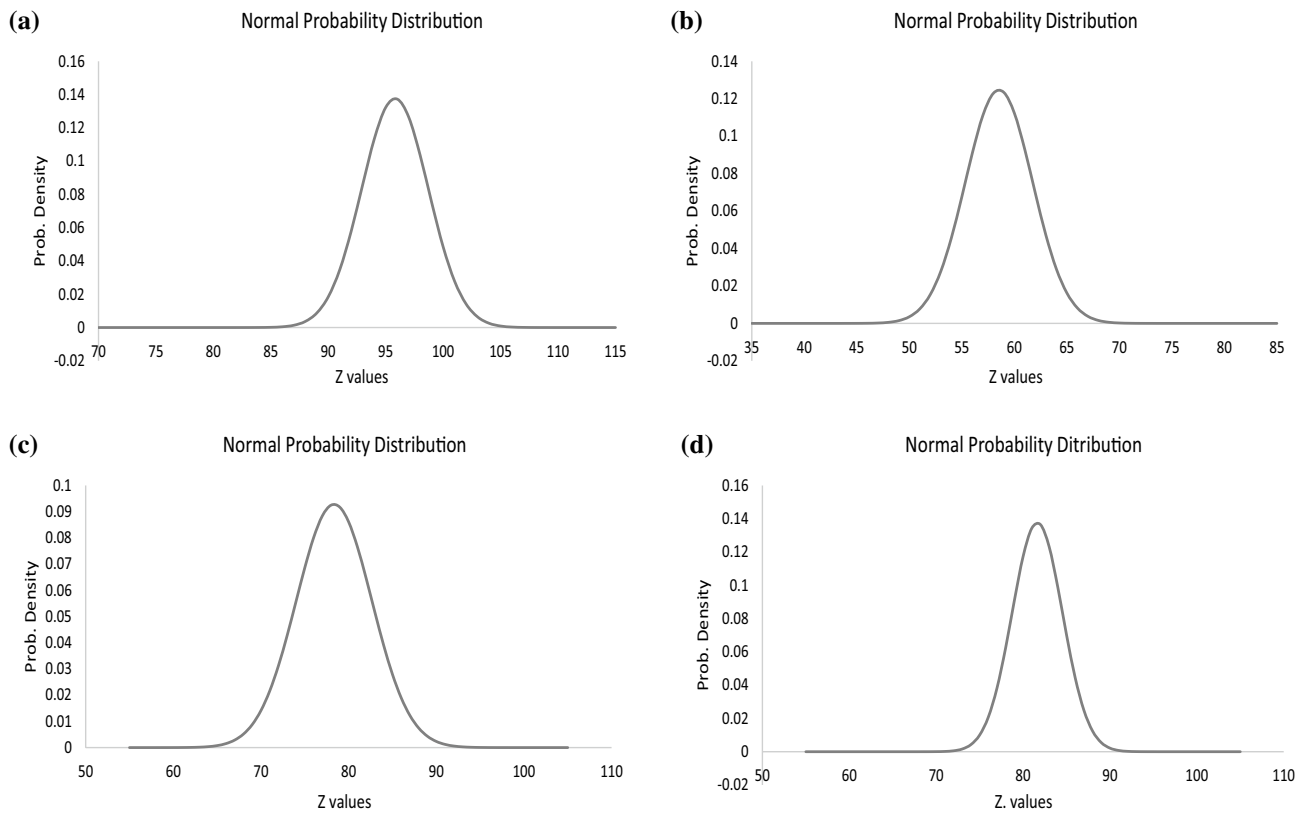 (a)
Normal Probability Distribution
0.16
0.14
0.12
0.1
0.08
0.06
0.04
0.02
0
-0.02
Prob. Density
70 75 80 85 90 95 100 105 110 115
Z values
(b)
Normal Probability Distribution
0.14
0.12
0.1
0.08
0.06
0.04
0.02
0
-0.02
Prob. Density
35 40 45 50 55 60 65 70 75 80 85
Z values
(c)
Normal Probability Distribution
0.1
0.09
0.08
0.07
0.06
0.05
0.04
0.03
0.02
0.01
0
Prob. Density
50 60 70 80 90 100 110
Z values
(d)
Normal Probability Ditribution
0.16
0.14
0.12
0.1
0.08
0.06
0.04
0.02
0
-0.02
Prob. Density
50 60 70 80 90 100 110
Z. values